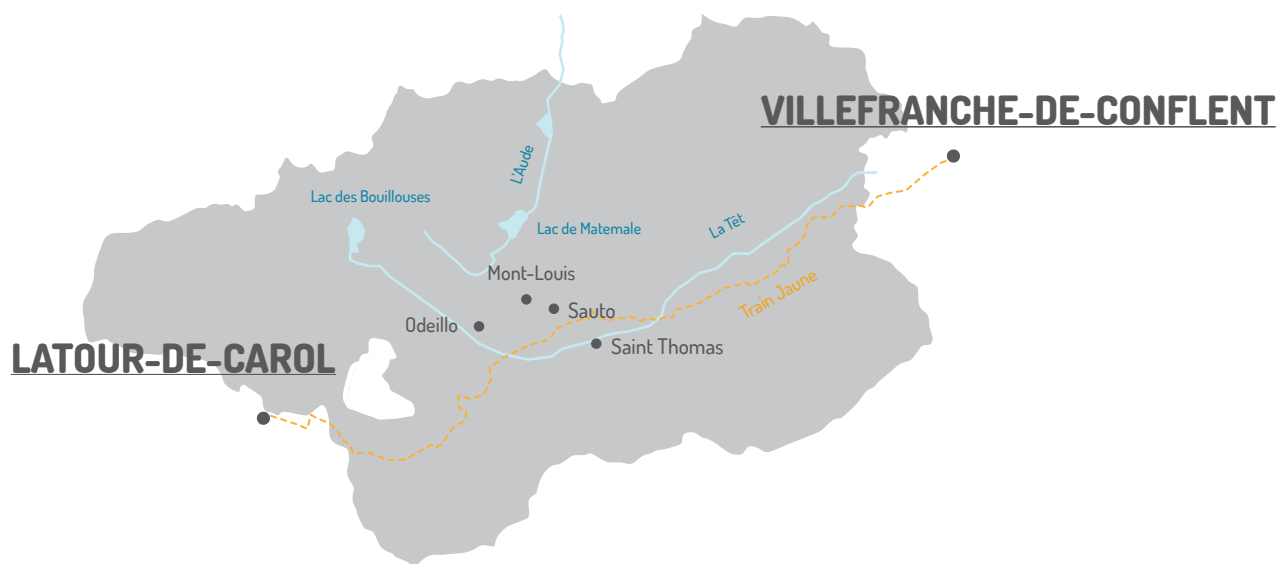 VILLEFRANCHE-DE-CONFLENT
L'Aude
Lac des Bouillouses
Lac de Matemale
La Têt
Mont-Louis
Train Jaune
Sauto
Odeillo
Saint Thomas
LATOUR-DE-CAROL